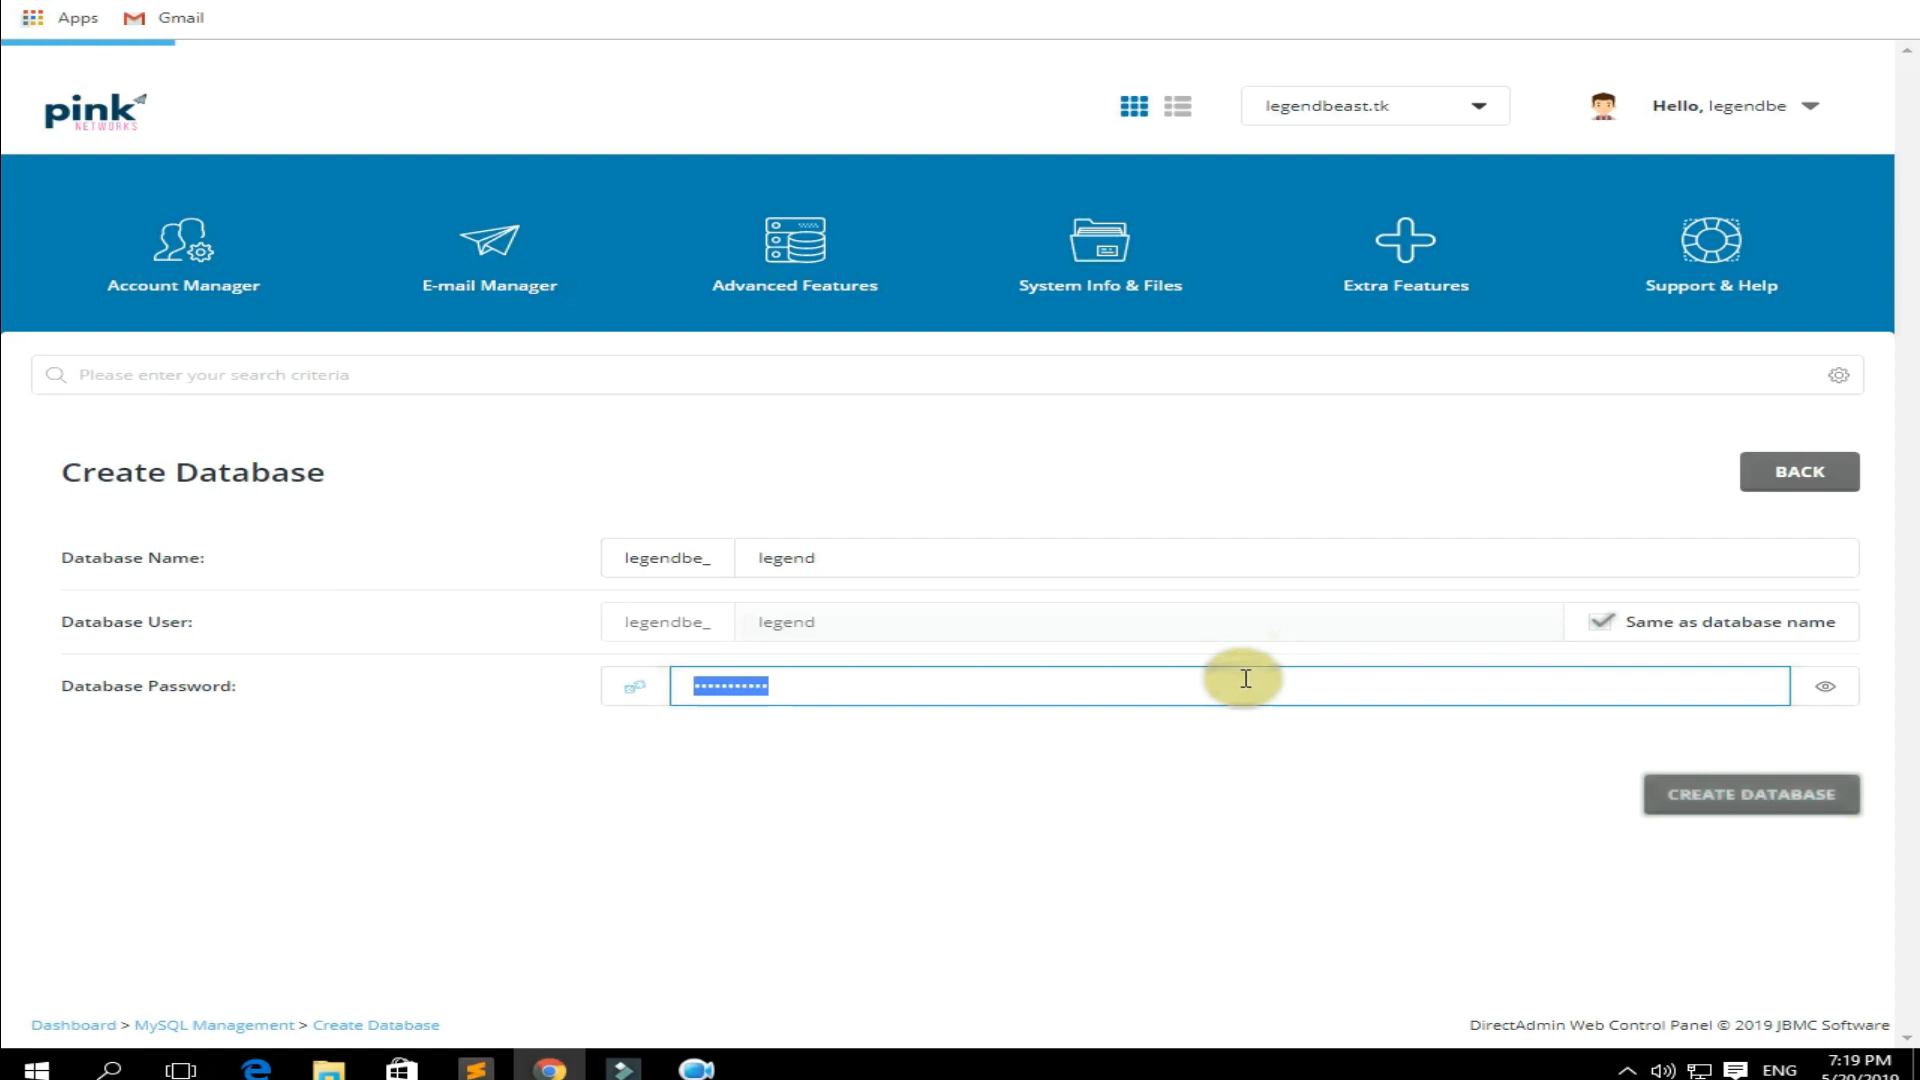 Apps Gmail
pink
NETWORKS
legendbeast.tk
Hello, legendbe
Account Manager
E-mail Manager
Advanced Features
System Info & Files
Extra Features
Support & Help
Please enter your search criteria
Create Database
BACK
Database Name:
legendbe_ legend
Database User:
legendbe_ legend
Same as database name
Database Password:
CREATE DATABASE
Dashboard > MySQL Management > Create Database
DirectAdmin Web Control Panel © 2019 JBMC Software
ENG
7:19 PM
5/20/2019